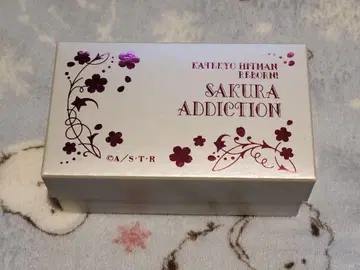 KATEKYO HITMAN
REBORN!
SAKURA
ADDICTION
©A/S・T・R